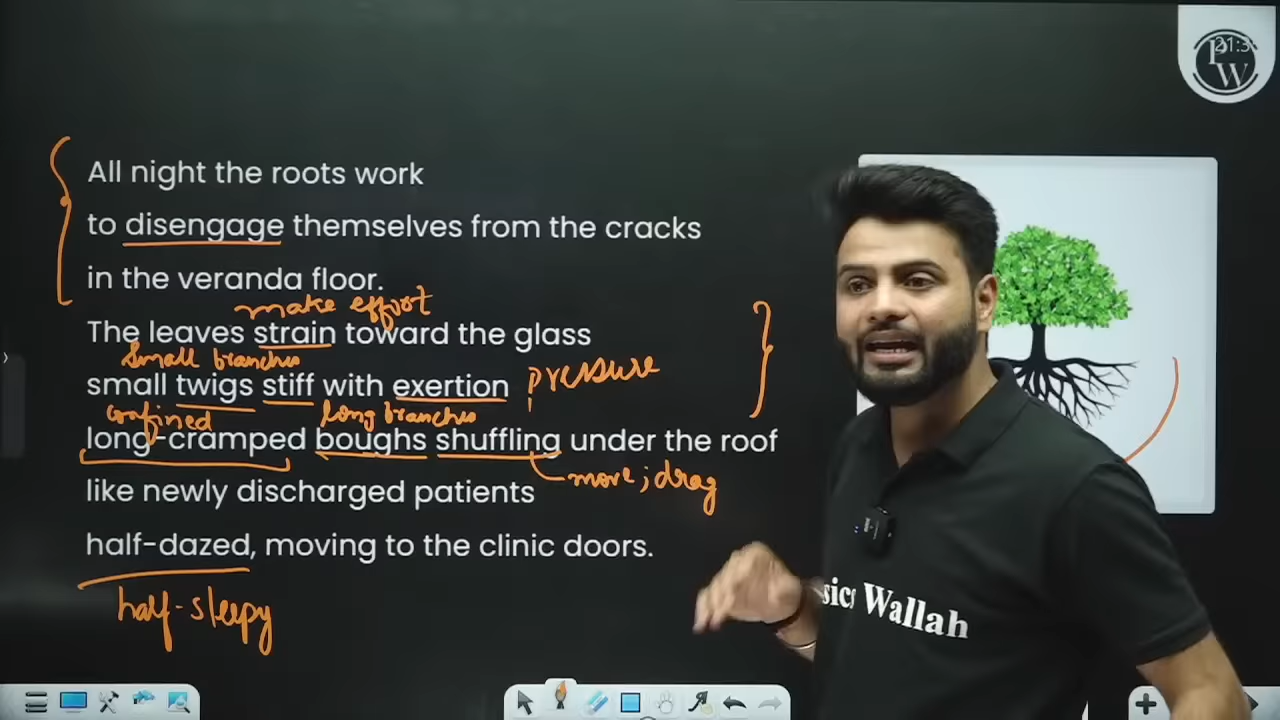 21:3
PW
All night the roots work
to disengage themselves from the cracks
in the veranda floor.
make effort
The leaves strain toward the glass
small branches
small twigs stiff with exertion pressure
confined long branches
long-cramped boughs shuffling under the roof
move; drag
like newly discharged patients
half-dazed, moving to the clinic doors.
half-sleepy
sics Wallah